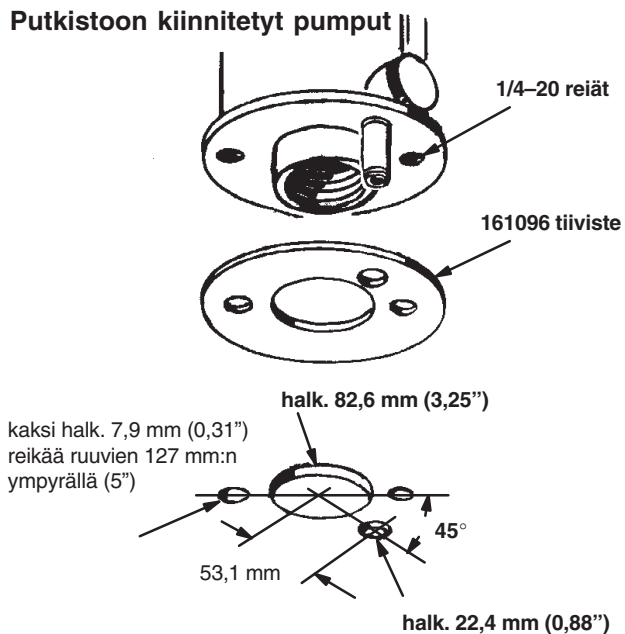 Putkistoon kiinnitetyt pumput
1/4–20 reiät
161096 tiiviste
halk. 82,6 mm (3,25”)
kaksi halk. 7,9 mm (0,31”)
reikää ruuvien 127 mm:n
ympyrällä (5”)
45°
53,1 mm
halk. 22,4 mm (0,88”)